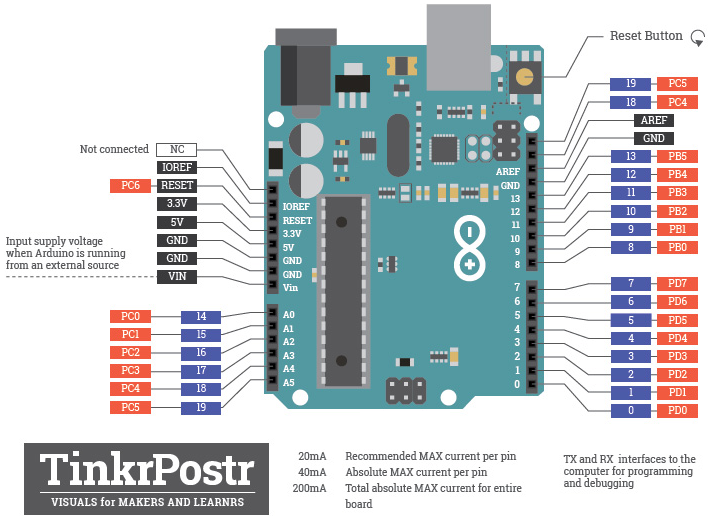 Reset Button
19 PC5
18 PC4
AREF
GND
13 PB5
12 PB4
11 PB3
10 PB2
9 PB1
8 PB0
7 PD7
6 PD6
5 PD5
4 PD4
3 PD3
2 PD2
1 PD1
0 PD0
Not connected NC
IOREF
PC6 RESET
3.3V
5V
GND
GND
VIN
Input supply voltage
when Arduino is running
from an external source
PC0 14
PC1 15
PC2 16
PC3 17
PC4 18
PC5 19
IOREF
RESET
3.3V
5V
GND
GND
Vin
A0
A1
A2
A3
A4
A5
AREF
GND
13
12
11
10
9
8
7
6
5
4
3
2
1
0
TinkrPostr
VISUALS for MAKERS AND LEARNRS
20mA Recommended MAX current per pin
40mA Absolute MAX current per pin
200mA Total absolute MAX current for entire
board
TX and RX interfaces to the
computer for programming
and debugging